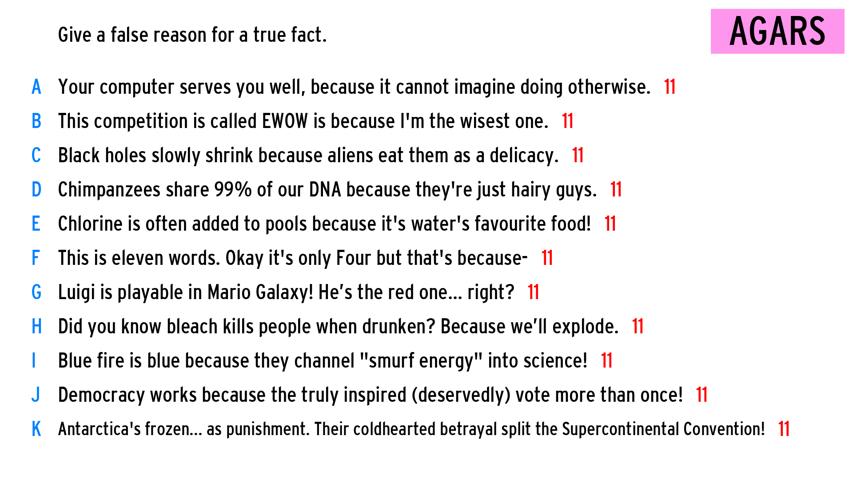 Give a false reason for a true fact.
AGARS
A Your computer serves you well, because it cannot imagine doing otherwise. 11
B This competition is called EWOW is because I'm the wisest one. 11
C Black holes slowly shrink because aliens eat them as a delicacy. 11
D Chimpanzees share 99% of our DNA because they're just hairy guys. 11
E Chlorine is often added to pools because it's water's favourite food! 11
F This is eleven words. Okay it's only Four but that's because- 11
G Luigi is playable in Mario Galaxy! He’s the red one... right? 11
H Did you know bleach kills people when drunken? Because we’ll explode. 11
I Blue fire is blue because they channel "smurf energy" into science! 11
J Democracy works because the truly inspired (deservedly) vote more than once! 11
K Antarctica's frozen... as punishment. Their coldhearted betrayal split the Supercontinental Convention! 11